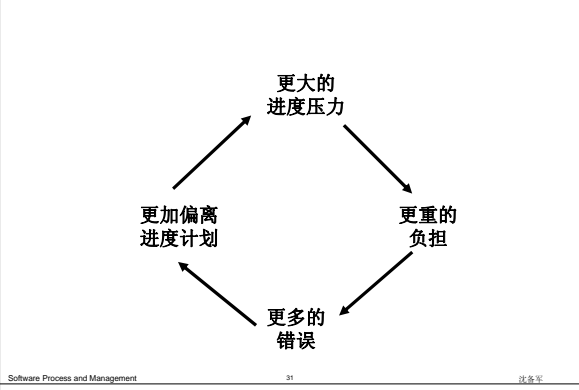 更大的
进度压力
更加偏离
进度计划
更重的
负担
更多的
错误
Software Process and Management
31
沈备军